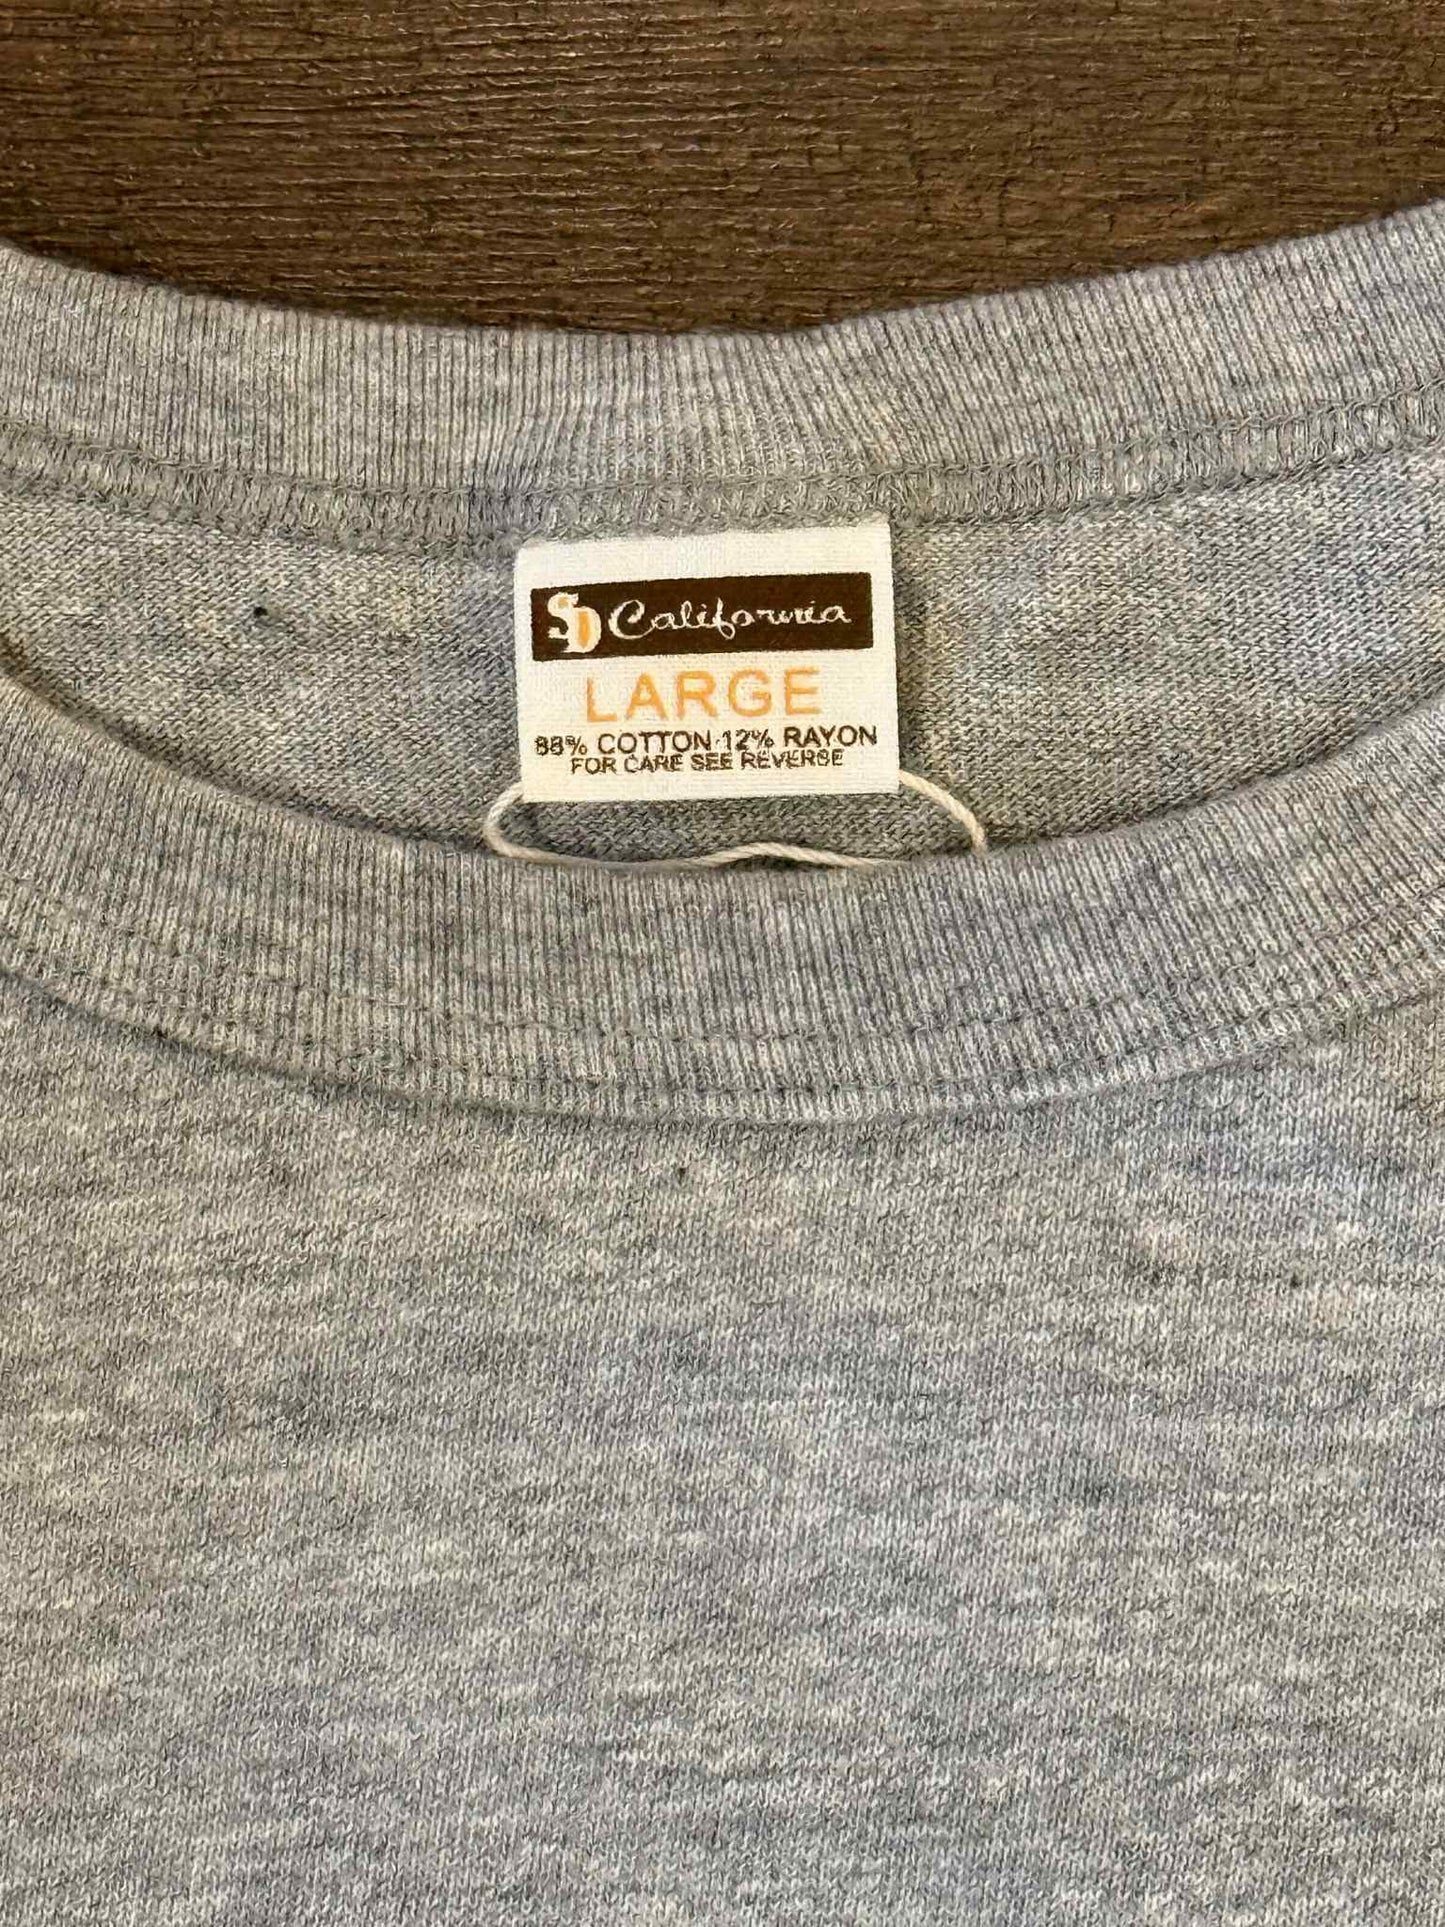 SD California
LARGE
88% COTTON 12% RAYON
FOR CARE SEE REVERSE